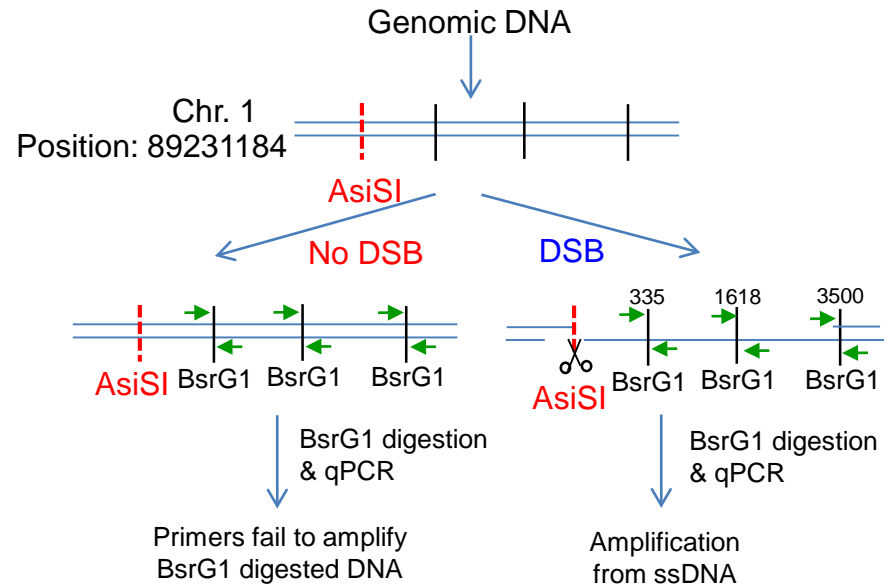 Genomic DNA
Chr. 1
Position: 89231184
AsiSI
No DSB
DSB
335
1618
3500
AsiSI
BsrG1
BsrG1
BsrG1
AsiSI
BsrG1
BsrG1
BsrG1
BsrG1 digestion
& qPCR
BsrG1 digestion
& qPCR
Primers fail to amplify
BsrG1 digested DNA
Amplification
from ssDNA